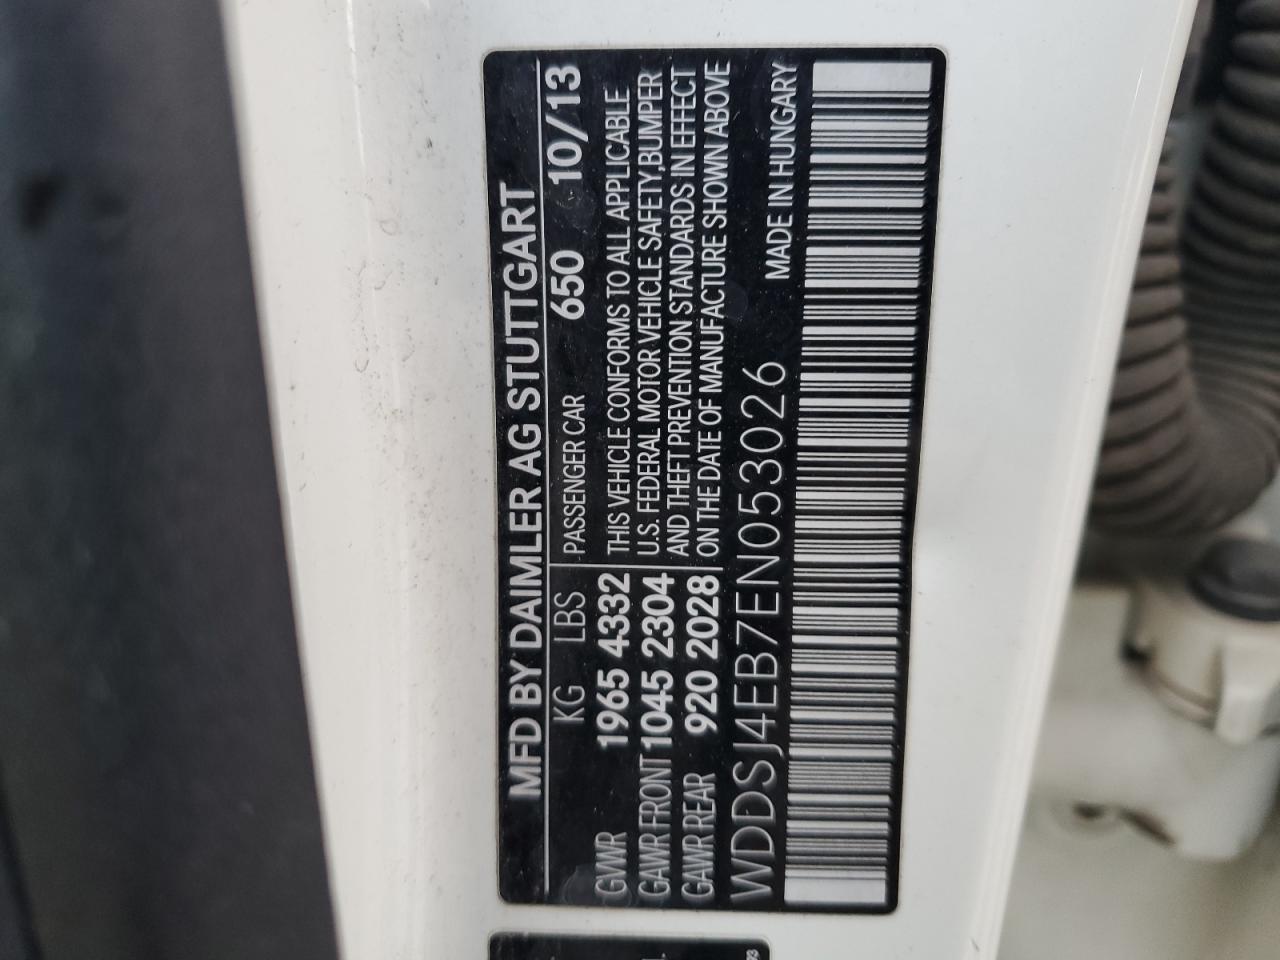 MFD BY DAIMLER AG STUTTGART
KG LBS PASSENGER CAR 650 10/13
GWR 1965 4332 THIS VEHICLE CONFORMS TO ALL APPLICABLE
GAWR FRONT 1045 2304 U.S. FEDERAL MOTOR VEHICLE SAFETY,BUMPER
AND THEFT PREVENTION STANDARDS IN EFFECT
GAWR REAR 920 2028 ON THE DATE OF MANUFACTURE SHOWN ABOVE
WDDSJ4EB7EN053026 MADE IN HUNGARY